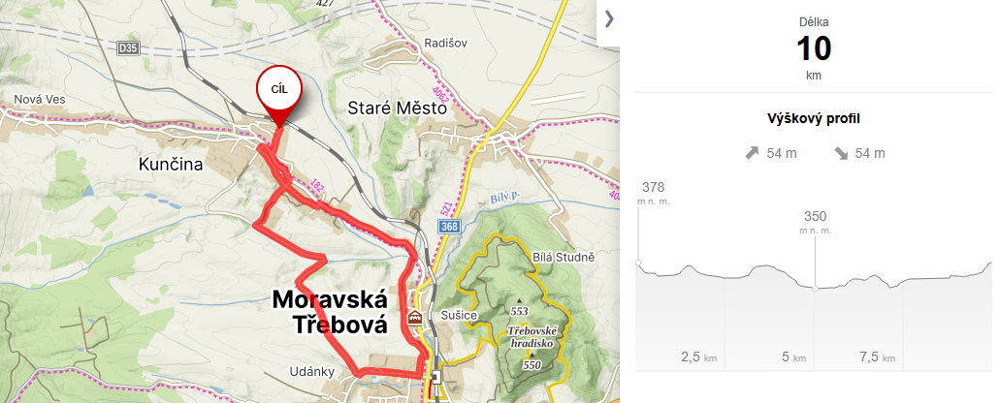 427
D35
Radišov
CÍL
4062
Nová Ves
Staré Město
Kunčina
182
Bílý p.
521
368
405
Bílá Studně
Moravská
Třebová
553
Sušice
Třebovské
hradisko
550
Udánky
Délka
10
km
Výškový profil
54 m
54 m
378
m n. m.
350
m n. m.
2,5 km
5 km
7,5 km